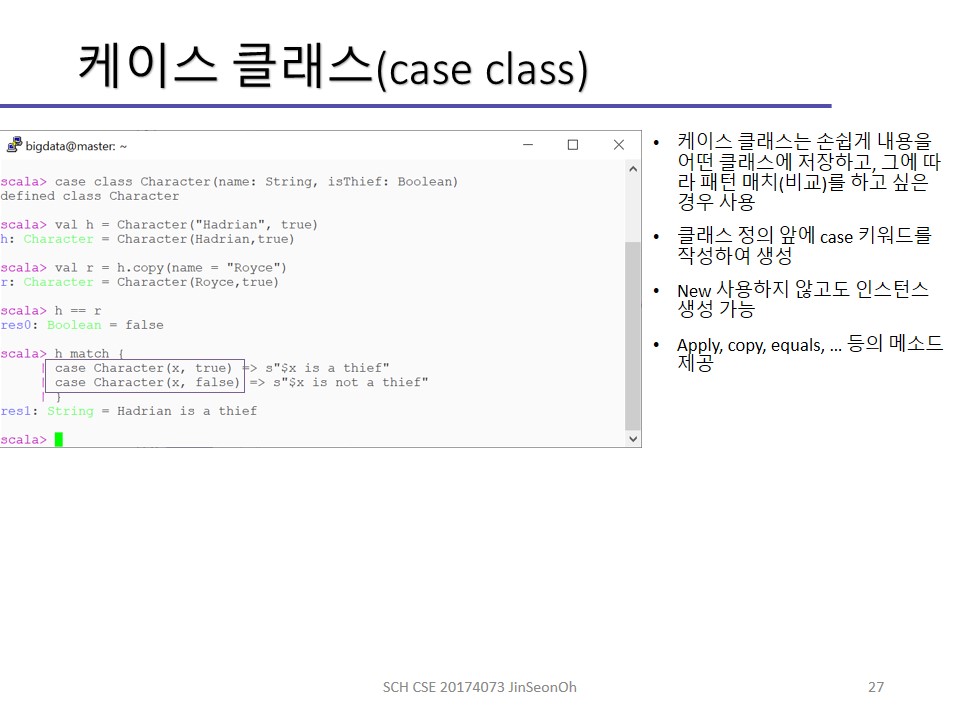 케이스 클래스(case class)
bigdata@master: ~
scala> case class Character(name: String, isThief: Boolean)
defined class Character
scala> val h = Character("Hadrian", true)
h: Character = Character(Hadrian,true)
scala> val r = h.copy(name = "Royce")
r: Character = Character(Royce,true)
scala> h == r
res0: Boolean = false
scala> h match {
| case Character(x, true) => s"$x is a thief"
| case Character(x, false) => s"$x is not a thief"
| }
res1: String = Hadrian is a thief
scala>
• 케이스 클래스는 손쉽게 내용을
어떤 클래스에 저장하고, 그에 따
라 패턴 매치(비교)를 하고 싶은
경우 사용
• 클래스 정의 앞에 case 키워드를
작성하여 생성
• New 사용하지 않고도 인스턴스
생성 가능
• Apply, copy, equals, … 등의 메소드
제공
SCH CSE 20174073 JinSeonOh
27